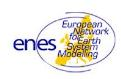 European
Network
for Earth
System
Modelling
enes